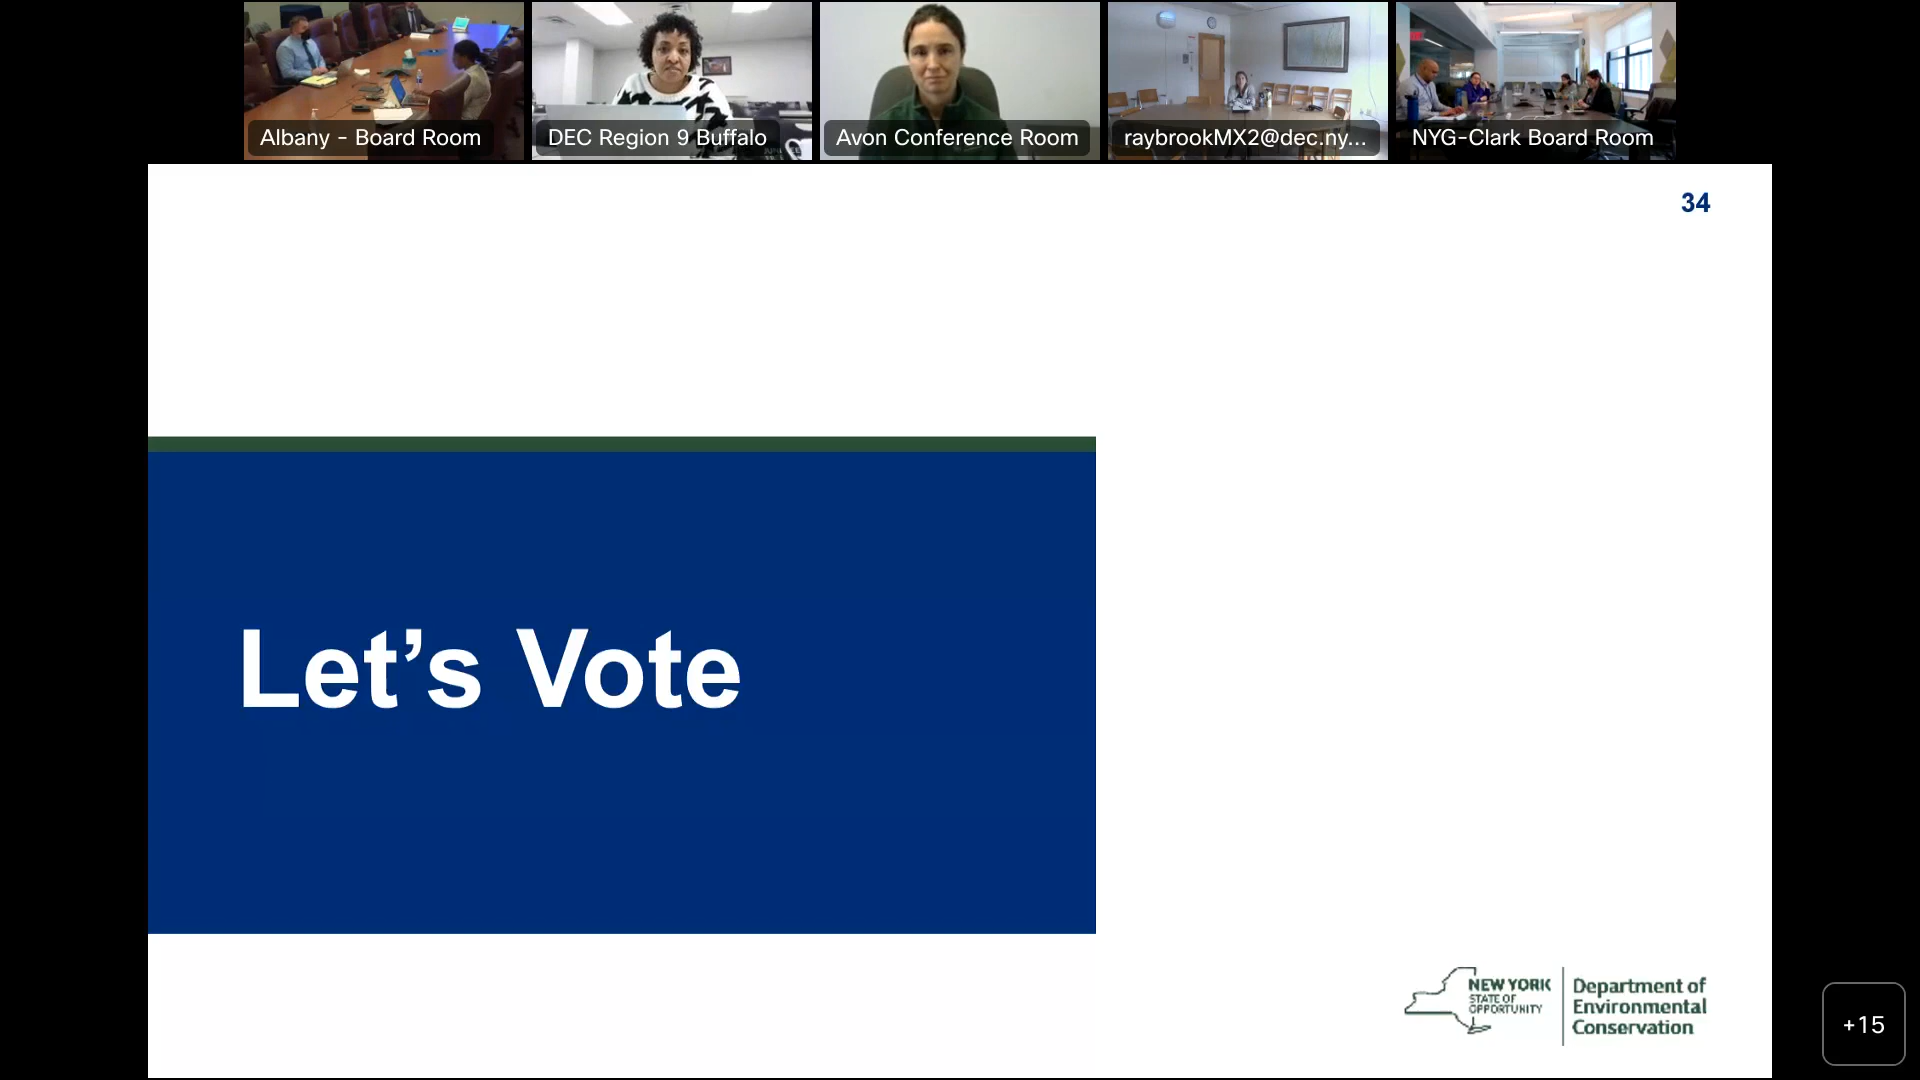 Albany - Board Room
DEC Region 9 Buffalo
Avon Conference Room
raybrookMX2@dec.ny...
NYG-Clark Board Room
34
Let’s Vote
NEW YORK
STATE OF
OPPORTUNITY
Department of
Environmental
Conservation
+15